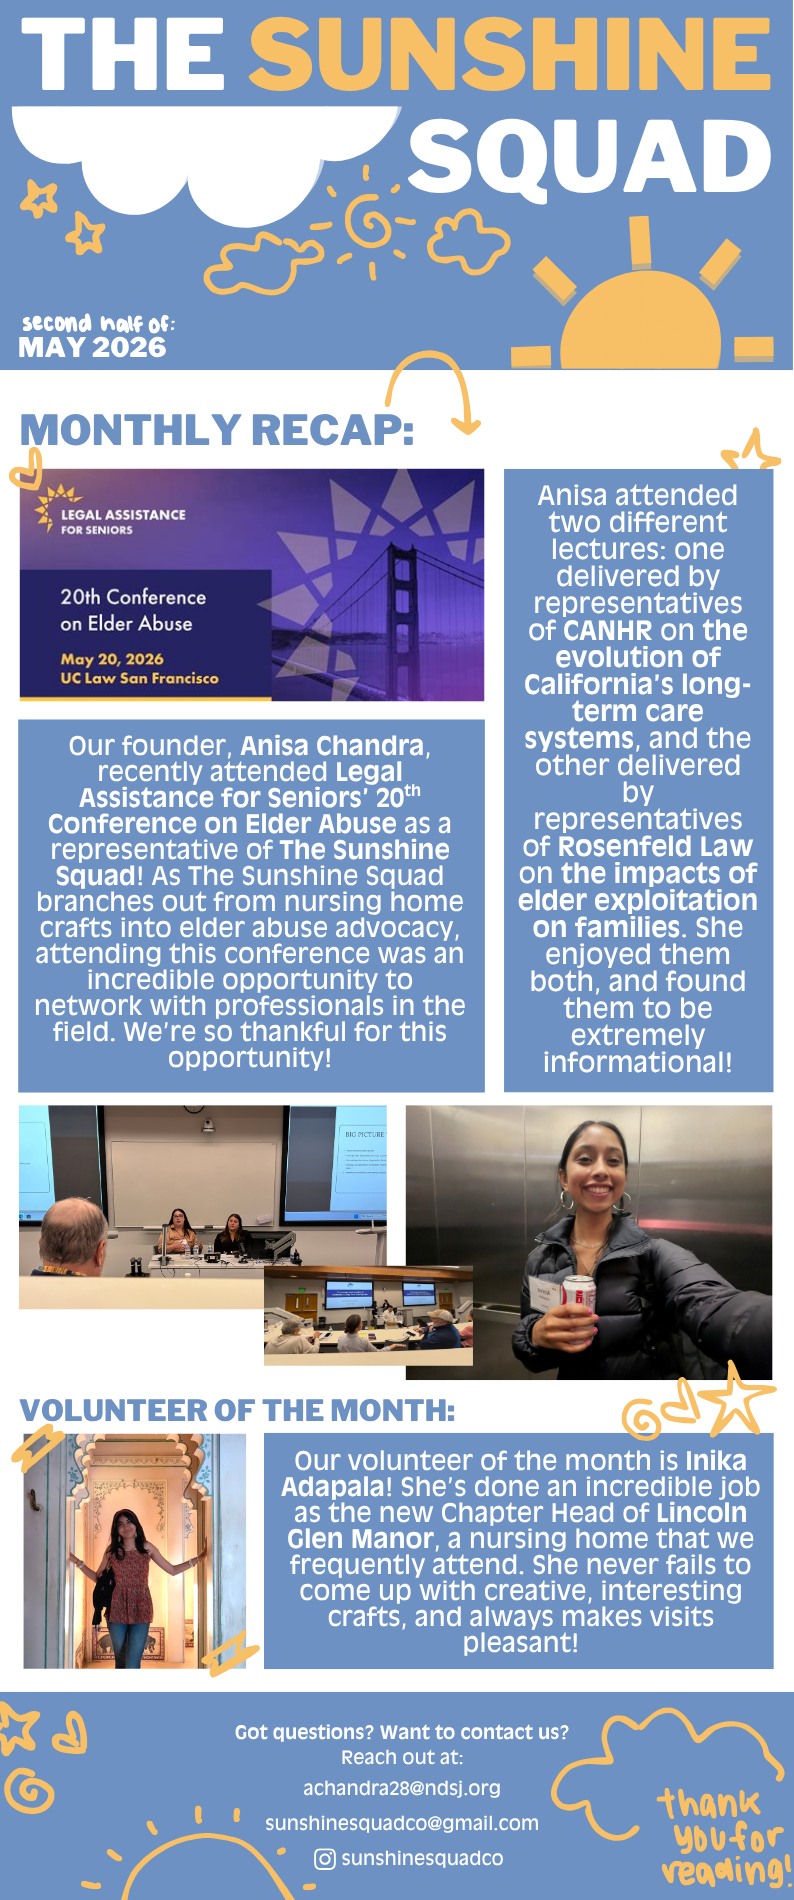 THE SUNSHINE
SQUAD
second half of:
MAY 2026
MONTHLY RECAP:
LEGAL ASSISTANCE
FOR SENIORS
20th Conference
on Elder Abuse
May 20, 2026
UC Law San Francisco
Our founder, Anisa Chandra,
recently attended Legal
Assistance for Seniors’ 20th
Conference on Elder Abuse as a
representative of The Sunshine
Squad! As The Sunshine Squad
branches out from nursing home
crafts into elder abuse advocacy,
attending this conference was an
incredible opportunity to
network with professionals in the
field. We’re so thankful for this
opportunity!
Anisa attended
two different
lectures: one
delivered by
representatives
of CANHR on the
evolution of
California’s long-
term care
systems, and the
other delivered
by
representatives
of Rosenfeld Law
on the impacts of
elder exploitation
on families. She
enjoyed them
both, and found
them to be
extremely
informational!
BIG PICTURE
VOLUNTEER OF THE MONTH:
Our volunteer of the month is Inika
Adapala! She’s done an incredible job
as the new Chapter Head of Lincoln
Glen Manor, a nursing home that we
frequently attend. She never fails to
come up with creative, interesting
crafts, and always makes visits
pleasant!
Got questions? Want to contact us?
Reach out at:
achandra28@ndsj.org
sunshinesquadco@gmail.com
sunshinesquadco
thank
you for
reading!